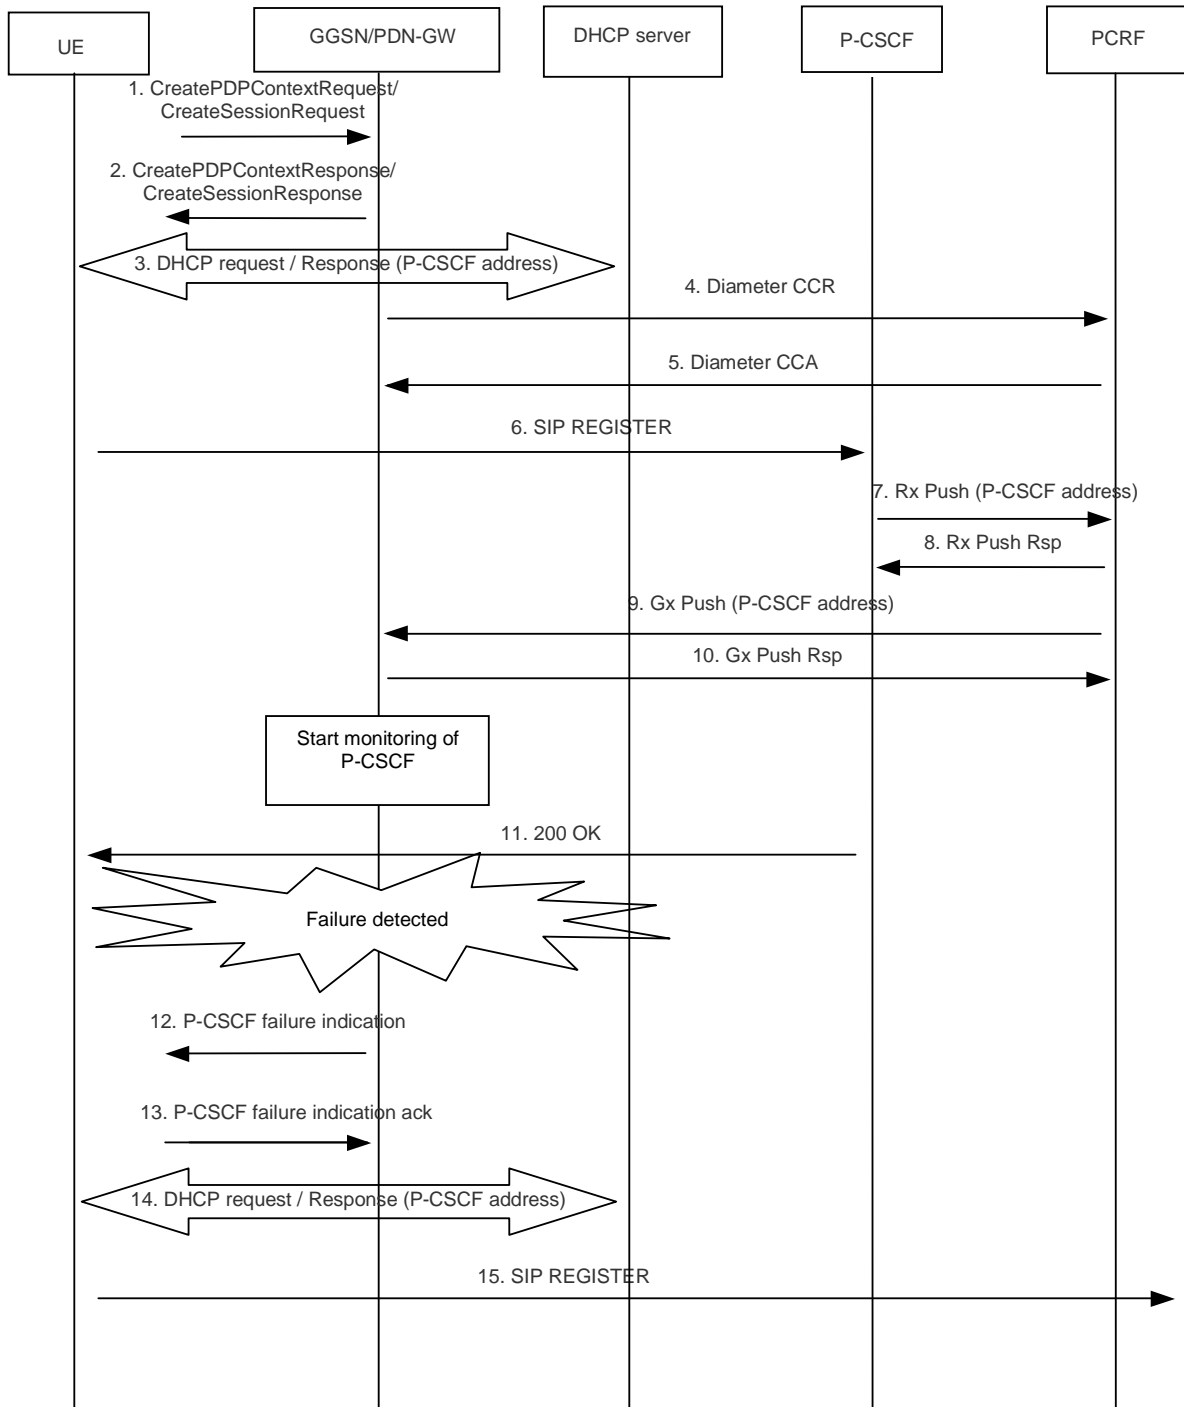 UE
GGSN/PDN-GW
DHCP server
P-CSCF
PCRF
1. CreatePDPContextRequest/
CreateSessionRequest
2. CreatePDPContextResponse/
CreateSessionResponse
3. DHCP request / Response (P-CSCF address)
4. Diameter CCR
5. Diameter CCA
6. SIP REGISTER
7. Rx Push (P-CSCF address)
8. Rx Push Rsp
9. Gx Push (P-CSCF address)
10. Gx Push Rsp
Start monitoring of
P-CSCF
11. 200 OK
Failure detected
12. P-CSCF failure indication
13. P-CSCF failure indication ack
14. DHCP request / Response (P-CSCF address)
15. SIP REGISTER